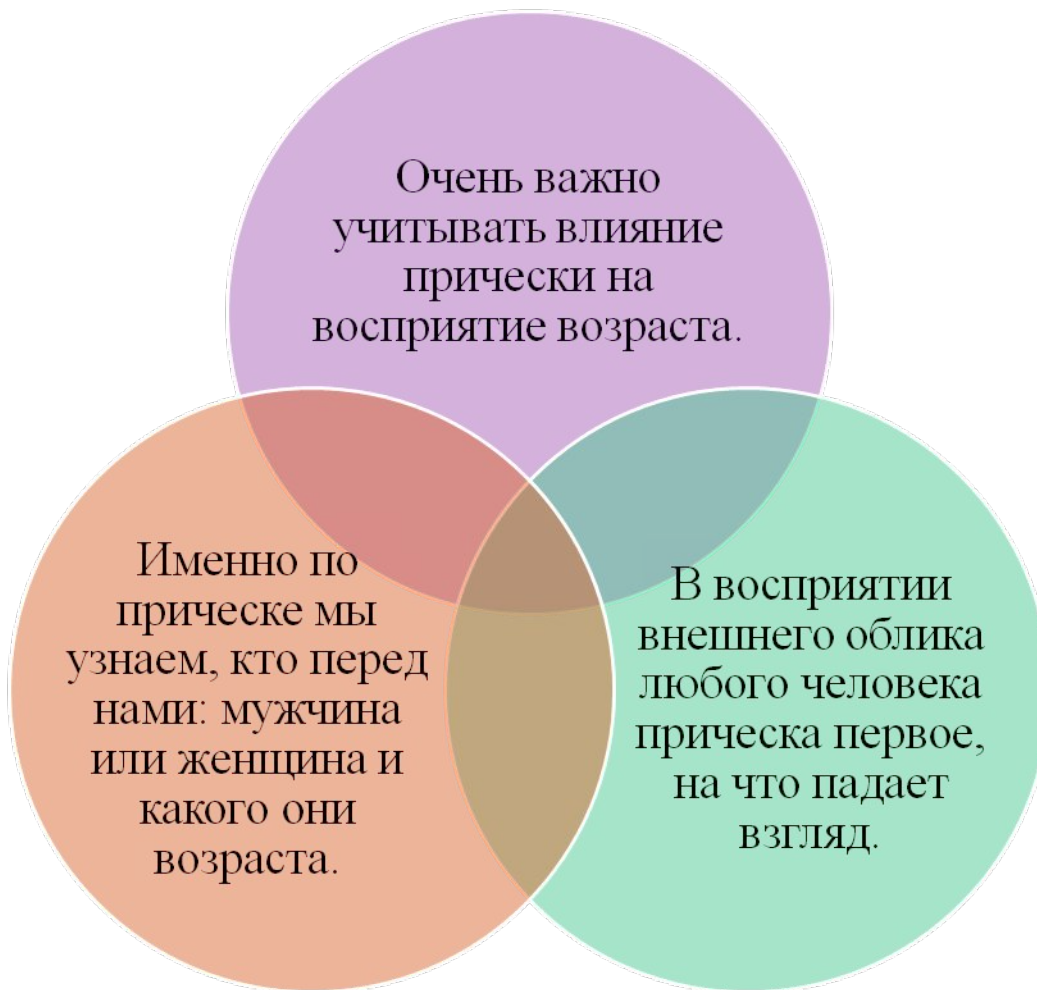 Очень важно
учитывать влияние
прически на
восприятие возраста.
Именно по
прическе мы
узнаем, кто перед
нами: мужчина
или женщина и
какого они
возраста.
В восприятии
внешнего облика
любого человека
прическа первое,
на что падает
взгляд.